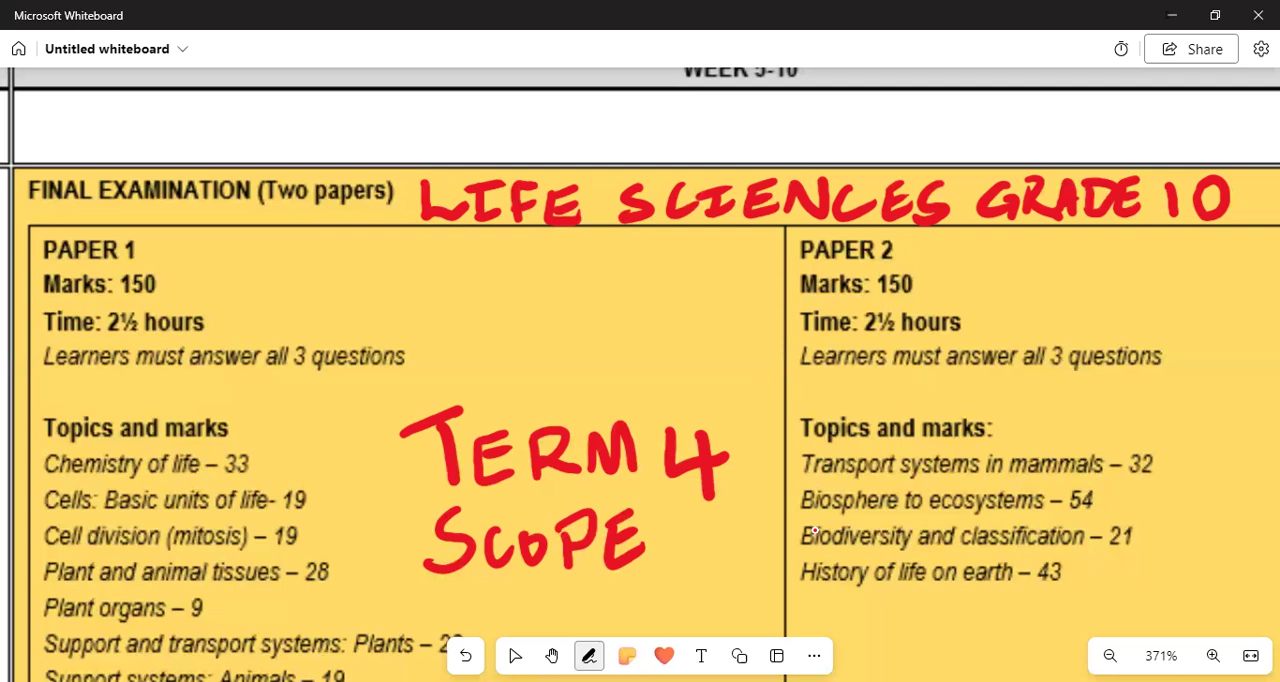 Microsoft Whiteboard
Untitled whiteboard
Share
WEEK 5-10
FINAL EXAMINATION (Two papers)
LIFE SCIENCES GRADE 10
PAPER 1
Marks: 150
Time: 2½ hours
Learners must answer all 3 questions
Topics and marks
Chemistry of life – 33
Cells: Basic units of life- 19
Cell division (mitosis) – 19
Plant and animal tissues – 28
Plant organs – 9
Support and transport systems: Plants –
Support systems: Animals – 19
TERM 4
SCOPE
PAPER 2
Marks: 150
Time: 2½ hours
Learners must answer all 3 questions
Topics and marks:
Transport systems in mammals – 32
Biosphere to ecosystems – 54
Biodiversity and classification – 21
History of life on earth – 43
371%